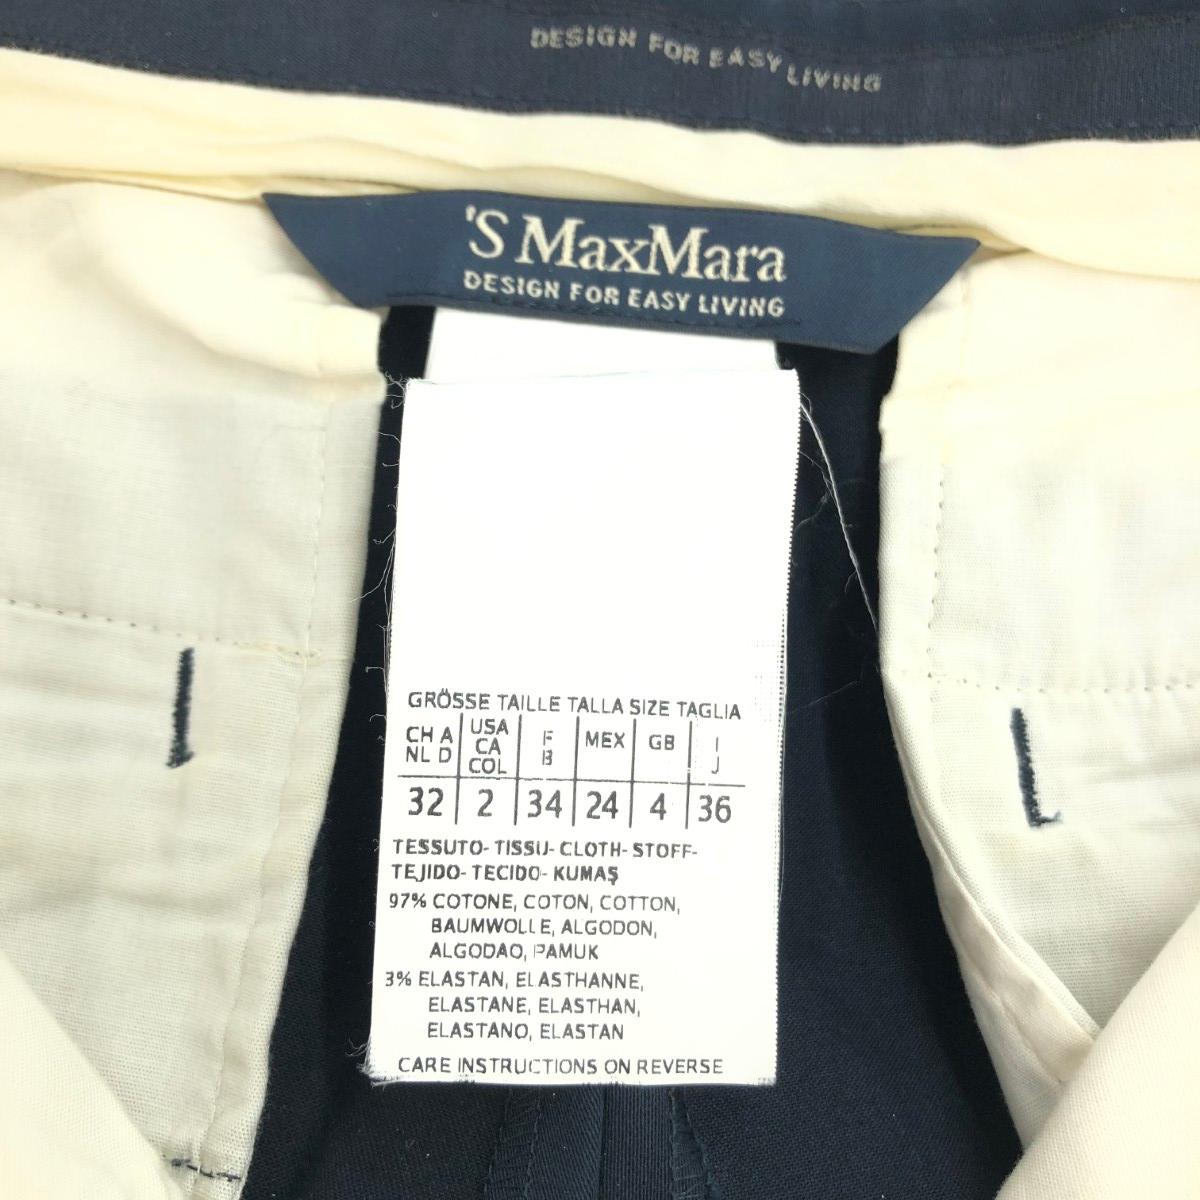 DESIGN FOR EASY LIVING
'S MaxMara
DESIGN FOR EASY LIVING
GRÖSSE TAILLE TALLA SIZE TAGLIA
CH A NL D | USA CA COL | F B | MEX | GB | I J
32 | 2 | 34 | 24 | 4 | 36
TESSUTO- TISSU- CLOTH- STOFF-
TEJIDO- TECIDO- KUMAŞ
97% COTONE, COTON, COTTON,
BAUMWOLLE, ALGODON,
ALGODAO, PAMUK
3% ELASTAN, ELASTHANNE,
ELASTANE, ELASTHAN,
ELASTANO, ELASTAN
CARE INSTRUCTIONS ON REVERSE